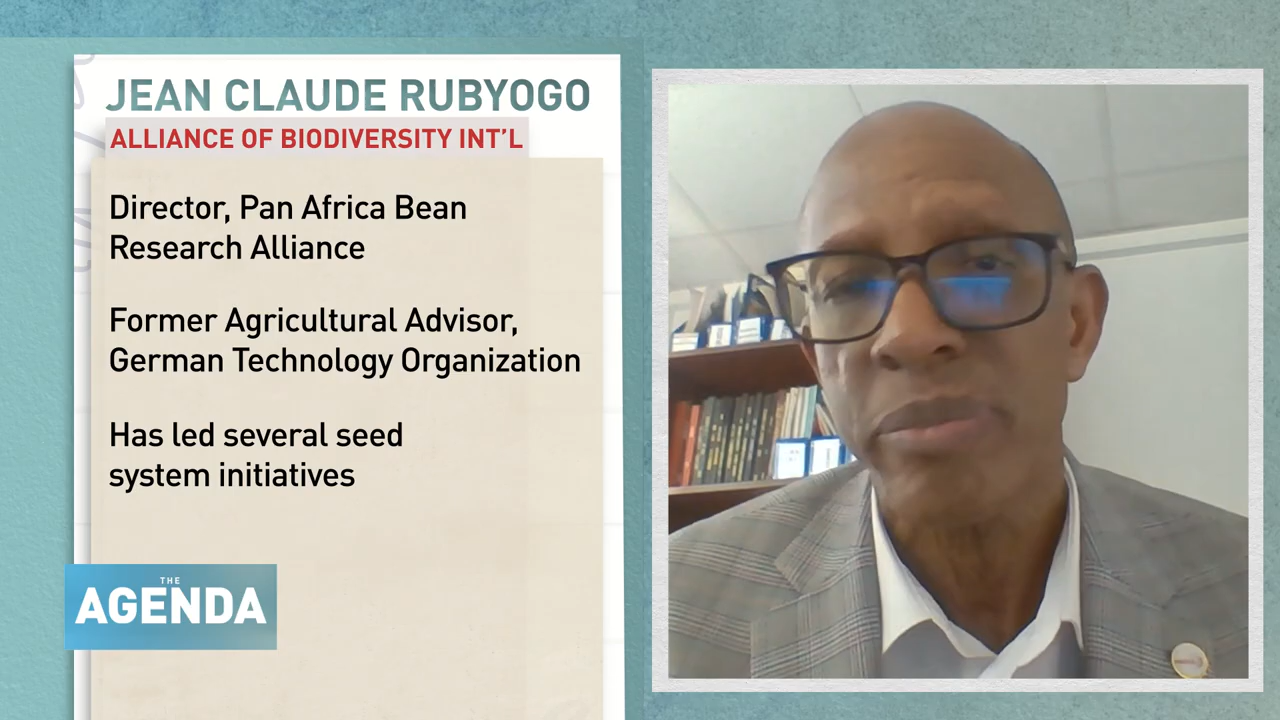 JEAN CLAUDE RUBYOGO
ALLIANCE OF BIODIVERSITY INT'L
Director, Pan Africa Bean
Research Alliance
Former Agricultural Advisor,
German Technology Organization
Has led several seed
system initiatives
THE
AGENDA